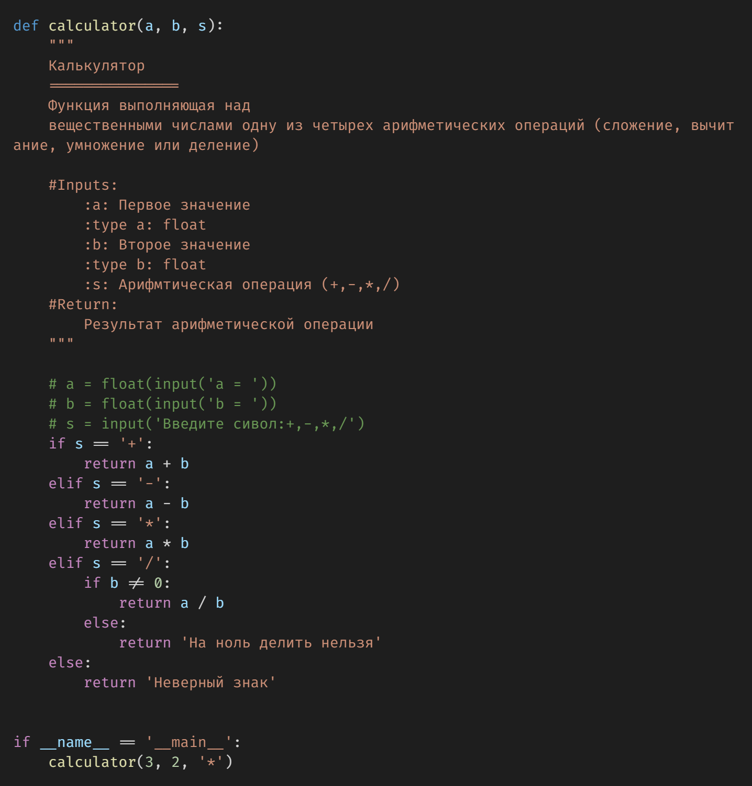 def calculator(a, b, s):
    """
    Калькулятор
    ===============
    Функция выполняющая над
    вещественными числами одну из четырех арифметических операций (сложение, вычит
ание, умножение или деление)

    #Inputs:
        :a: Первое значение
        :type a: float
        :b: Второе значение
        :type b: float
        :s: Арифмтическая операция (+,-,*,/)
    #Return:
        Результат арифметической операции
    """

    # a = float(input('a = '))
    # b = float(input('b = '))
    # s = input('Введите сивол:+,-,*,/')
    if s == '+':
        return a + b
    elif s == '-':
        return a - b
    elif s == '*':
        return a * b
    elif s == '/':
        if b != 0:
            return a / b
        else:
            return 'На ноль делить нельзя'
    else:
        return 'Неверный знак'


if __name__ == '__main__':
    calculator(3, 2, '*')